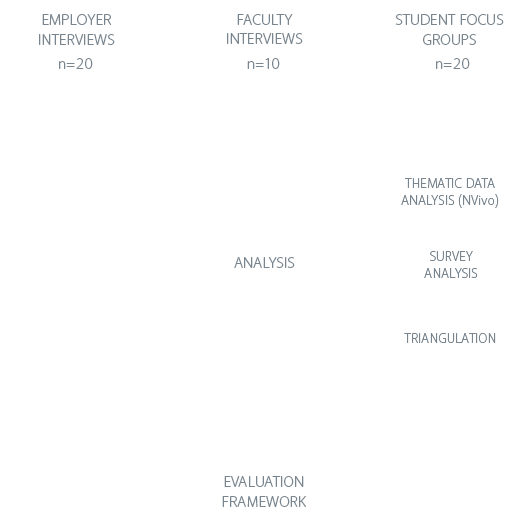 EMPLOYER
INTERVIEWS
n=20
FACULTY
INTERVIEWS
n=10
STUDENT FOCUS
GROUPS
n=20
THEMATIC DATA
ANALYSIS (NVivo)
ANALYSIS
SURVEY
ANALYSIS
TRIANGULATION
EVALUATION
FRAMEWORK